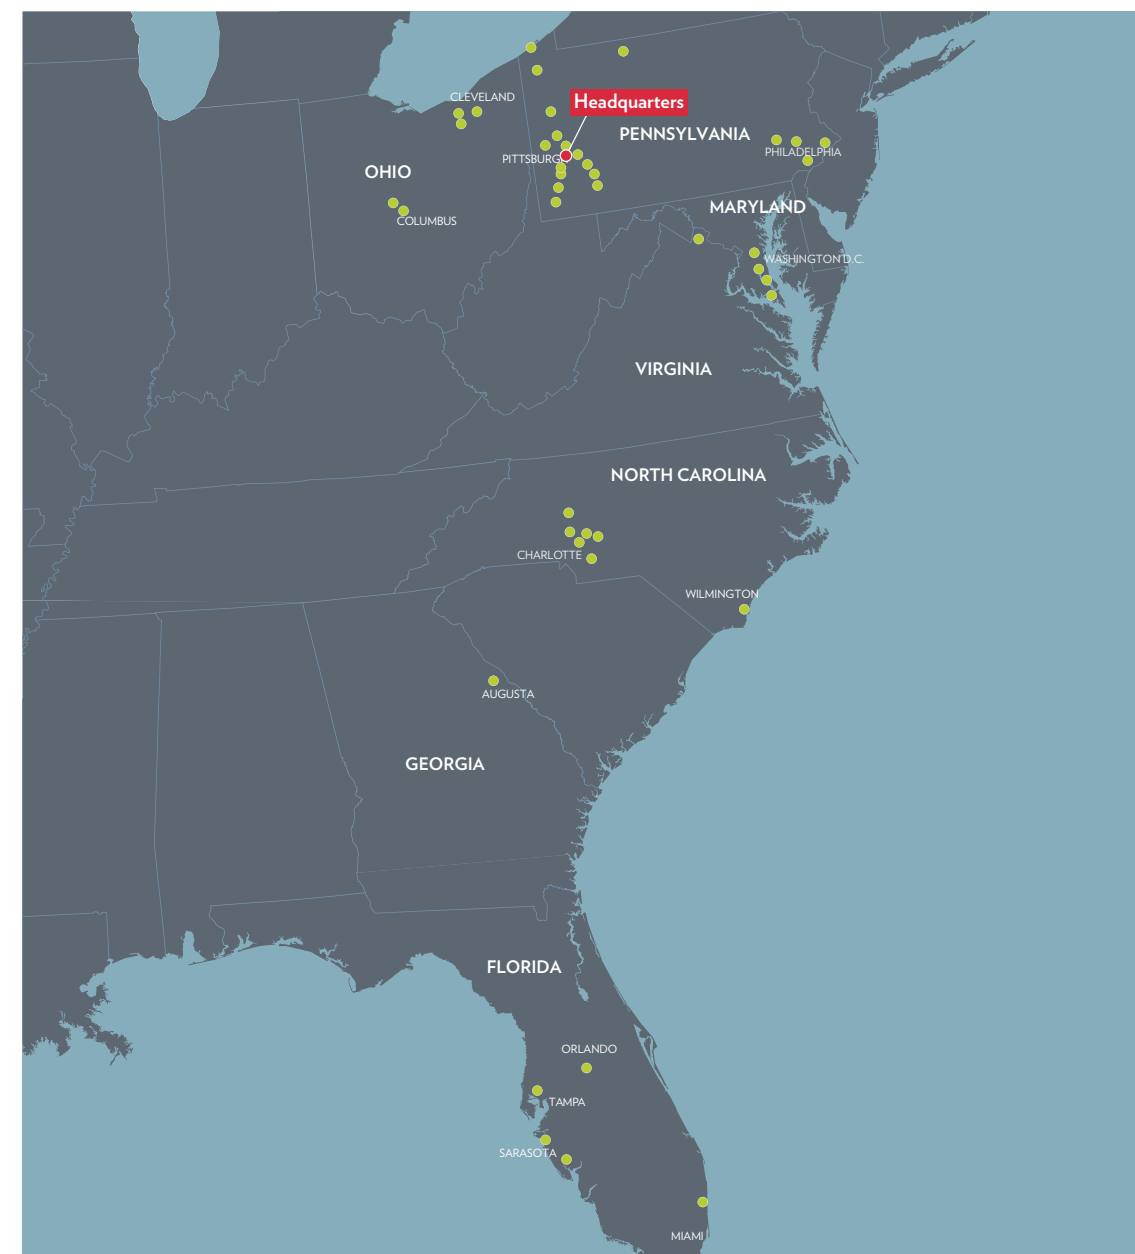 CLEVELAND
Headquarters
PENNSYLVANIA
PHILADELPHIA
PITTSBURG
OHIO
MARYLAND
COLUMBUS
WASHINGTON D.C.
VIRGINIA
NORTH CAROLINA
CHARLOTTE
WILMINGTON
AUGUSTA
GEORGIA
FLORIDA
ORLANDO
TAMPA
SARASOTA
MIAMI